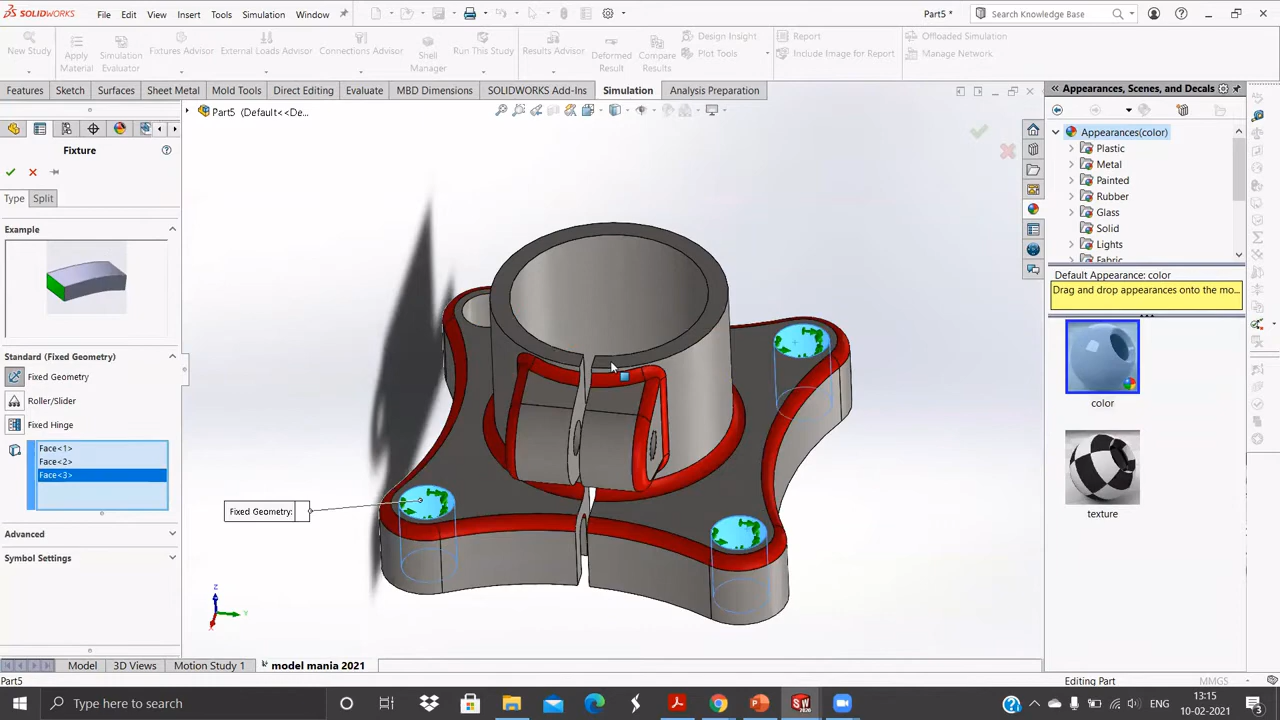 SOLIDWORKS
File Edit View Insert Tools Simulation Window
Part5 *
Search Knowledge Base
New Study
Apply Material
Simulation Evaluator
Fixtures Advisor
External Loads Advisor
Connections Advisor
Shell Manager
Run This Study
Results Advisor
Deformed Result
Compare Results
Design Insight
Plot Tools
Report
Include Image for Report
Offloaded Simulation
Manage Network
Features Sketch Surfaces Sheet Metal Mold Tools Direct Editing Evaluate MBD Dimensions SOLIDWORKS Add-Ins Simulation Analysis Preparation
Part5 (Default<<De...
Fixture
Type Split
Example
Standard (Fixed Geometry)
Fixed Geometry
Roller/Slider
Fixed Hinge
Face<1>
Face<2>
Face<3>
Advanced
Symbol Settings
Fixed Geometry:
Z
Y
Appearances, Scenes, and Decals
Appearances(color)
Plastic
Metal
Painted
Rubber
Glass
Solid
Lights
Fabric
Default Appearance: color
Drag and drop appearances onto the mo...
color
texture
Model 3D Views Motion Study 1 model mania 2021
Part5
Editing Part
MMGS
Type here to search
ENG
13:15
10-02-2021